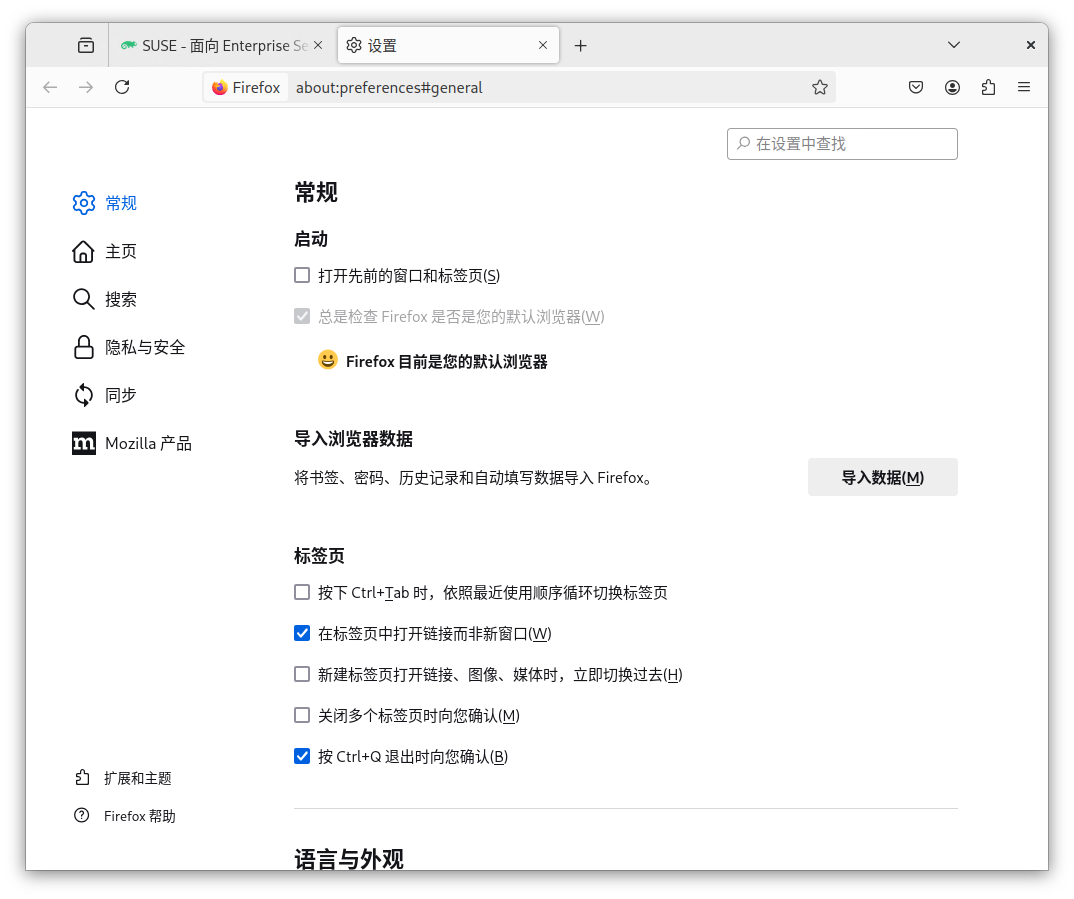 SUSE - 面向 Enterprise Se
设置
Firefox
about:preferences#general
在设置中查找
常规
主页
搜索
隐私与安全
同步
Mozilla 产品
扩展和主题
Firefox 帮助
常规
启动
打开先前的窗口和标签页(S)
总是检查 Firefox 是否是您的默认浏览器(W)
Firefox 目前是您的默认浏览器
导入浏览器数据
将书签、密码、历史记录和自动填写数据导入 Firefox。
导入数据(M)
标签页
按下 Ctrl+Tab 时，依照最近使用顺序循环切换标签页
在标签页中打开链接而非新窗口(W)
新建标签页打开链接、图像、媒体时，立即切换过去(H)
关闭多个标签页时向您确认(M)
按 Ctrl+Q 退出时向您确认(B)
语言与外观